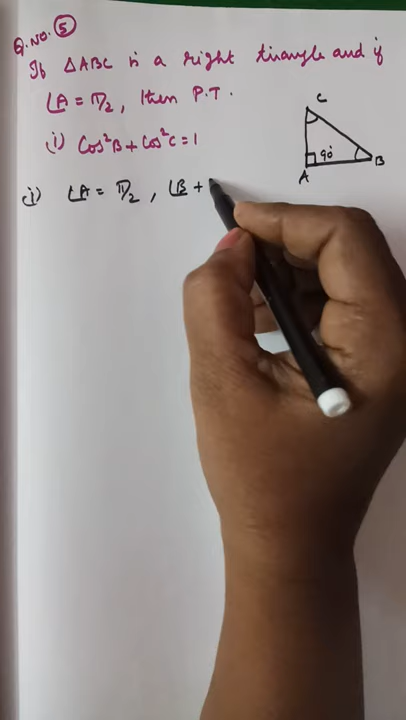 Q.No. 5
If ΔABC is a right triangle and if
∠A = π/2, then P.T.
(i) Cos²B + Cos²C = 1
C
90°
A
B
(i) ∠A = π/2, ∠B +